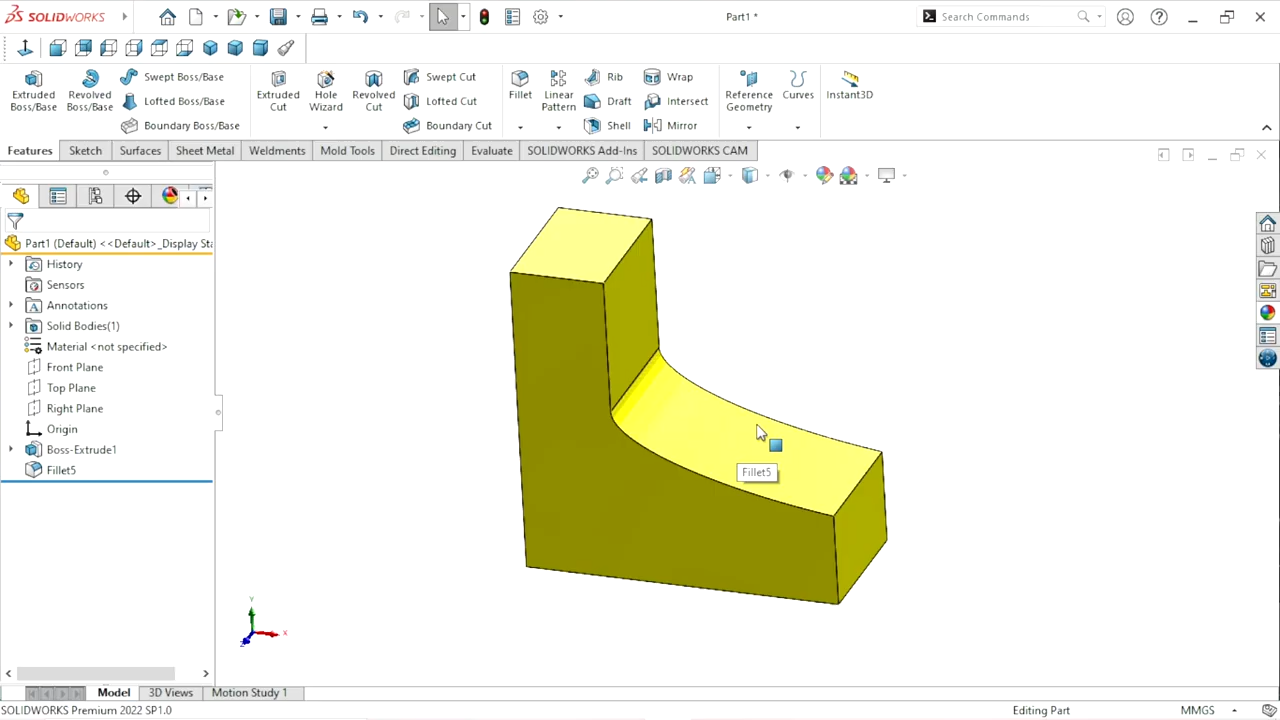 SOLIDWORKS
Part1 *
Search Commands
Extruded Boss/Base
Revolved Boss/Base
Swept Boss/Base
Lofted Boss/Base
Boundary Boss/Base
Extruded Cut
Hole Wizard
Revolved Cut
Swept Cut
Lofted Cut
Boundary Cut
Fillet
Linear Pattern
Rib
Draft
Shell
Wrap
Intersect
Mirror
Reference Geometry
Curves
Instant3D
Features Sketch Surfaces Sheet Metal Weldments Mold Tools Direct Editing Evaluate SOLIDWORKS Add-Ins SOLIDWORKS CAM
Part1 (Default) <<Default>_Display Sta
History
Sensors
Annotations
Solid Bodies(1)
Material <not specified>
Front Plane
Top Plane
Right Plane
Origin
Boss-Extrude1
Fillet5
Fillet5
Y
X
Z
Model 3D Views Motion Study 1
SOLIDWORKS Premium 2022 SP1.0
Editing Part
MMGS